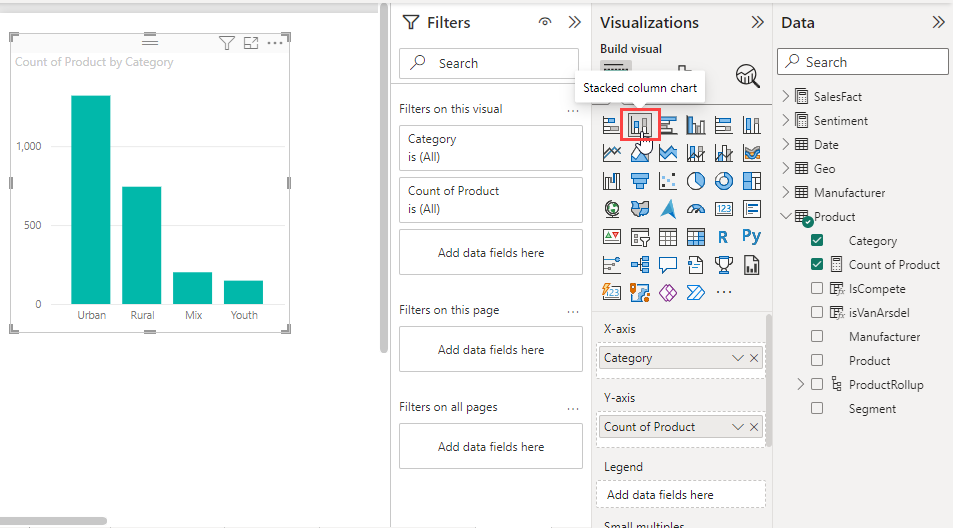 Count of Product by Category
1,000
500
0
Urban Rural Mix Youth
Filters
Search
Filters on this visual
...
Category
is (All)
Count of Product
is (All)
Add data fields here
Filters on this page
...
Add data fields here
Filters on all pages
...
Add data fields here
Visualizations
Build visual
Stacked column chart
123
R Py
123
...
X-axis
Category
Y-axis
Count of Product
Legend
Add data fields here
Small multiples
Data
Search
SalesFact
Sentiment
Date
Geo
Manufacturer
Product
Category
Count of Product
IsCompete
isVanArsdel
Manufacturer
Product
ProductRollup
Segment